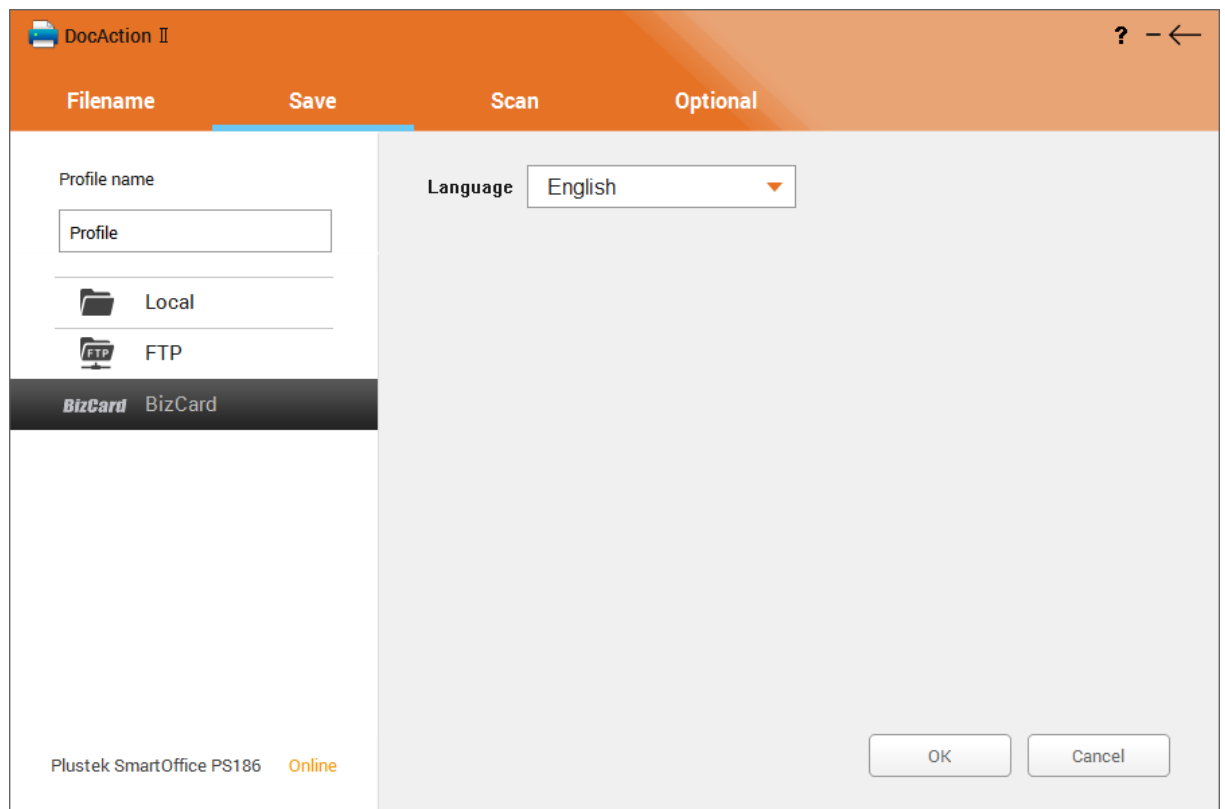 DocAction II
? – ←
Filename Save Scan Optional
Profile name
Profile
Language English
Local
FTP FTP
BizCard BizCard
Plustek SmartOffice PS186 Online
OK Cancel